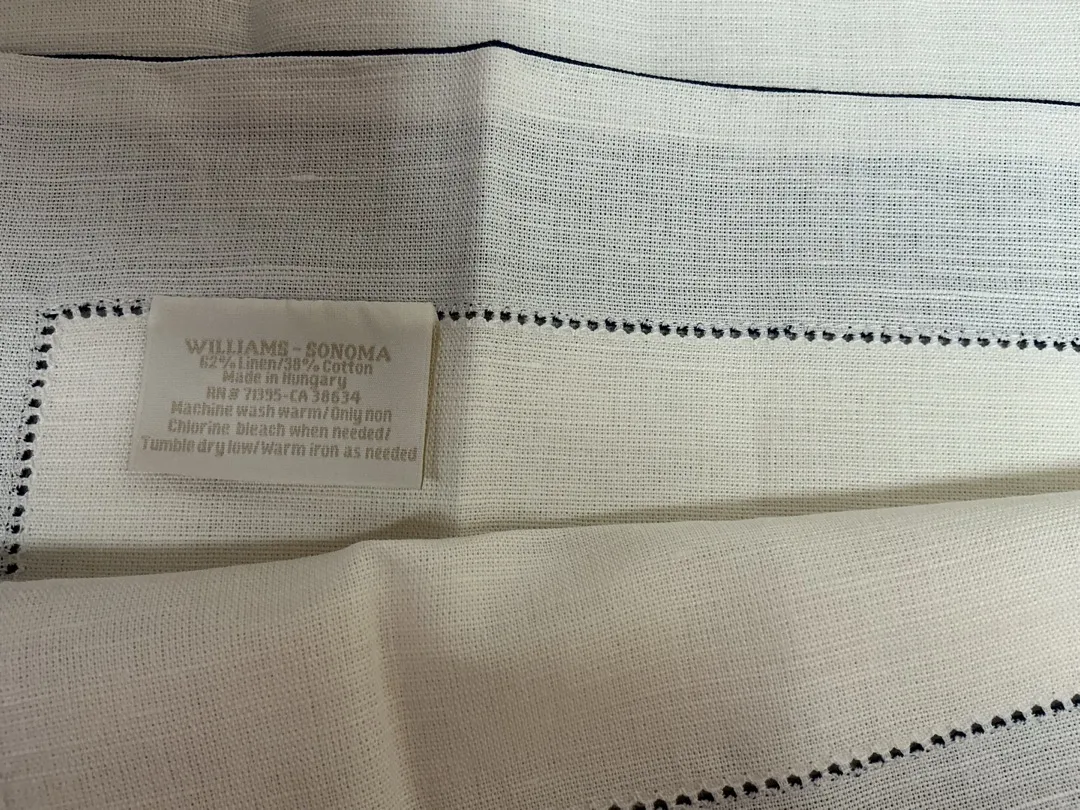 WILLIAMS-SONOMA
62% Linen/38% Cotton
Made in Hungary
RN# 71395-CA 38634
Machine wash warm/Only non
Chlorine bleach when needed/
Tumble dry low/Warm iron as needed